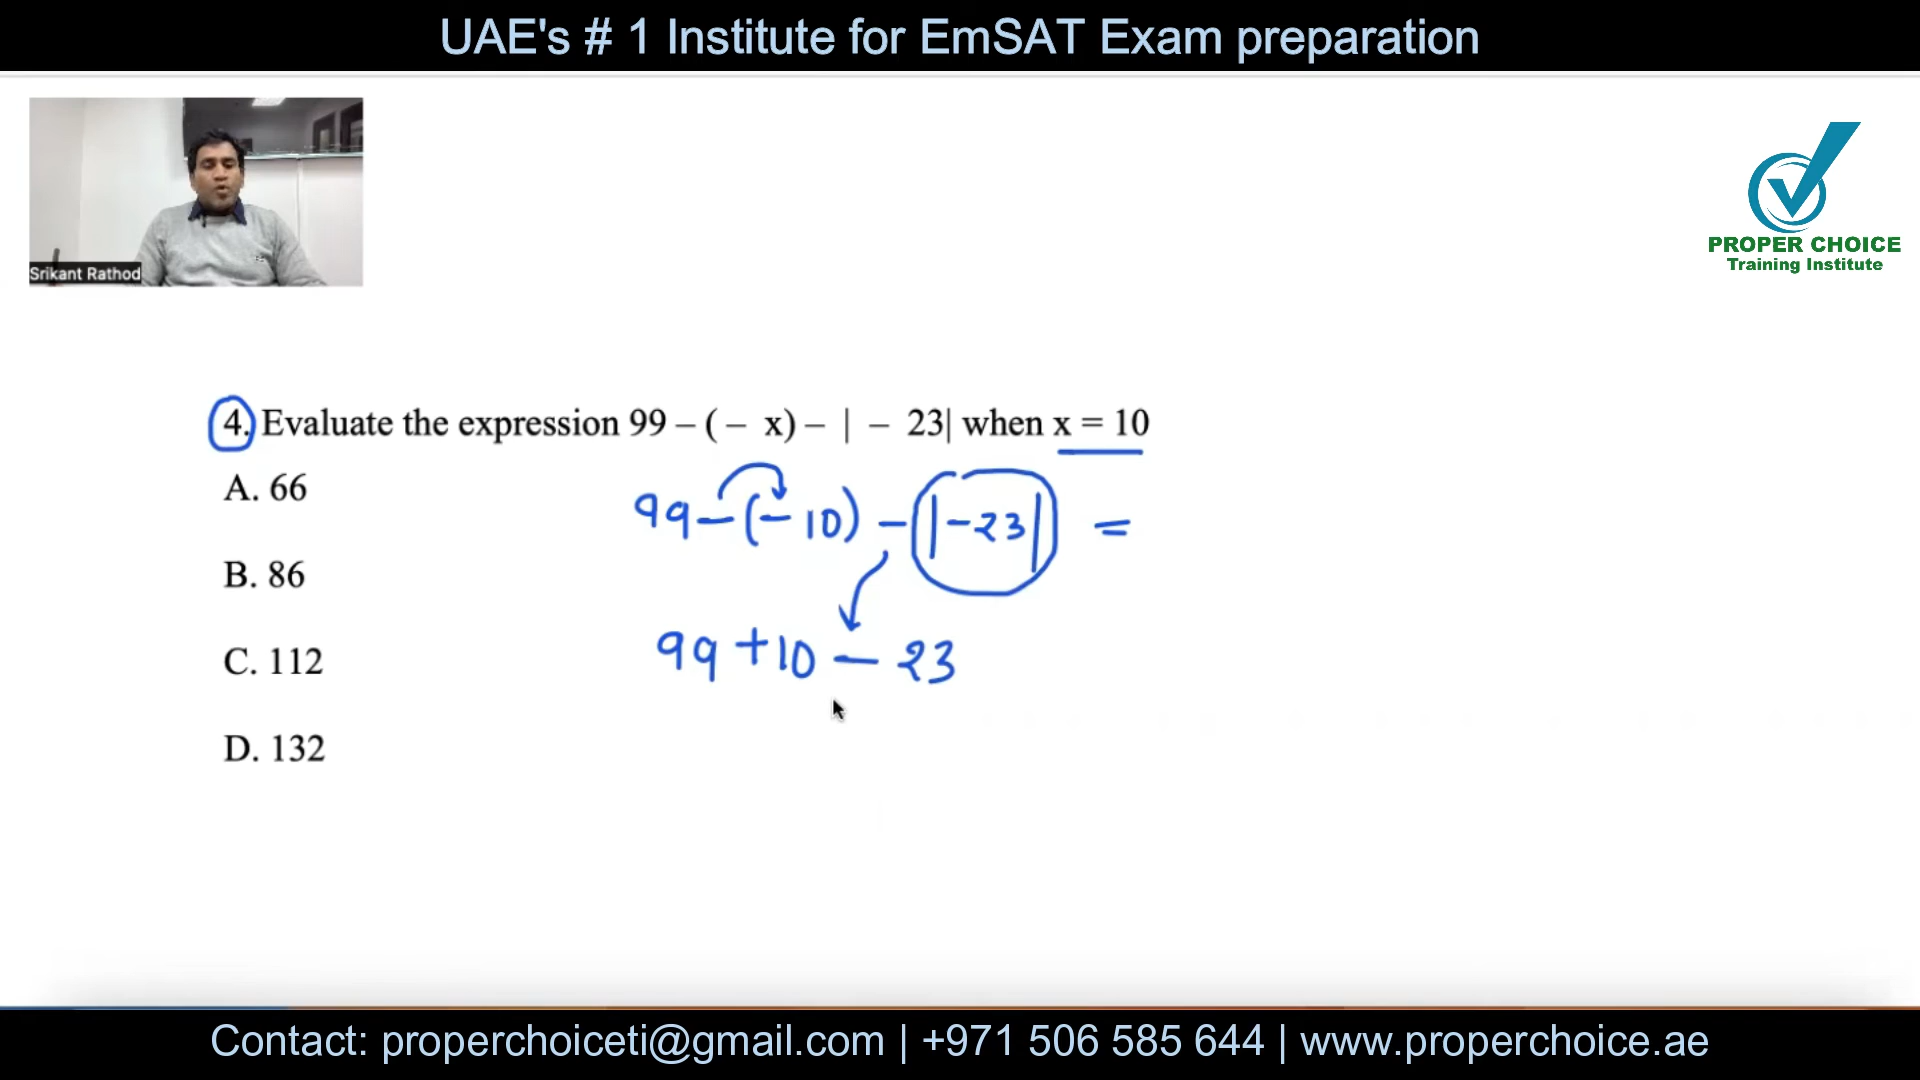 UAE's # 1 Institute for EmSAT Exam preparation
PROPER CHOICE
Training Institute
Srikant Rathod
4. Evaluate the expression 99 – ( – x) – | – 23| when x = 10
A. 66
99 – (– 10) – |– 23| =
B. 86
99 + 10 – 23
C. 112
D. 132
Contact: properchoiceti@gmail.com | +971 506 585 644 | www.properchoice.ae